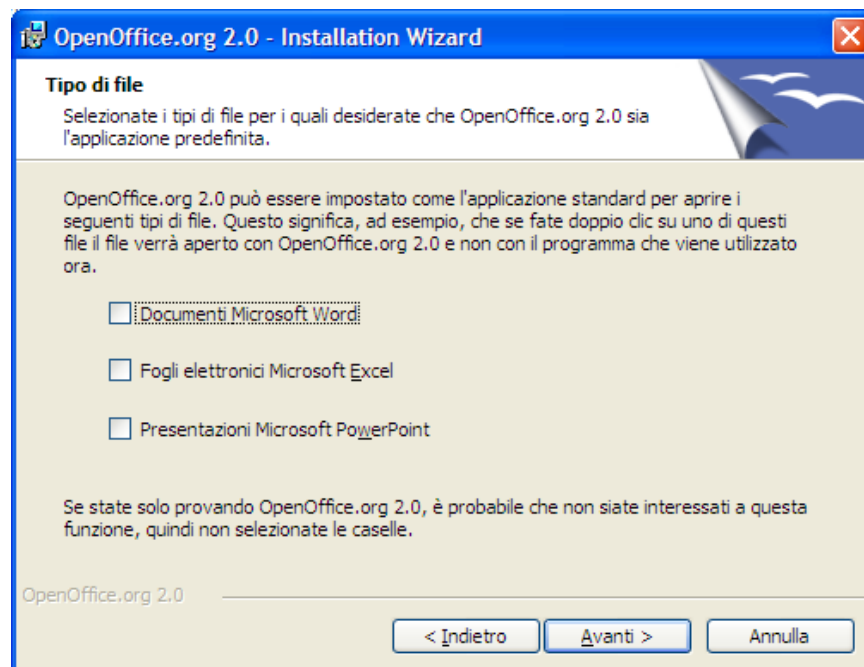 OpenOffice.org 2.0 - Installation Wizard
Tipo di file
Selezionate i tipi di file per i quali desiderate che OpenOffice.org 2.0 sia
l'applicazione predefinita.
OpenOffice.org 2.0 può essere impostato come l'applicazione standard per aprire i
seguenti tipi di file. Questo significa, ad esempio, che se fate doppio clic su uno di questi
file il file verrà aperto con OpenOffice.org 2.0 e non con il programma che viene utilizzato
ora.
Documenti Microsoft Word
Fogli elettronici Microsoft Excel
Presentazioni Microsoft PowerPoint
Se state solo provando OpenOffice.org 2.0, è probabile che non siate interessati a questa
funzione, quindi non selezionate le caselle.
OpenOffice.org 2.0
< Indietro Avanti > Annulla